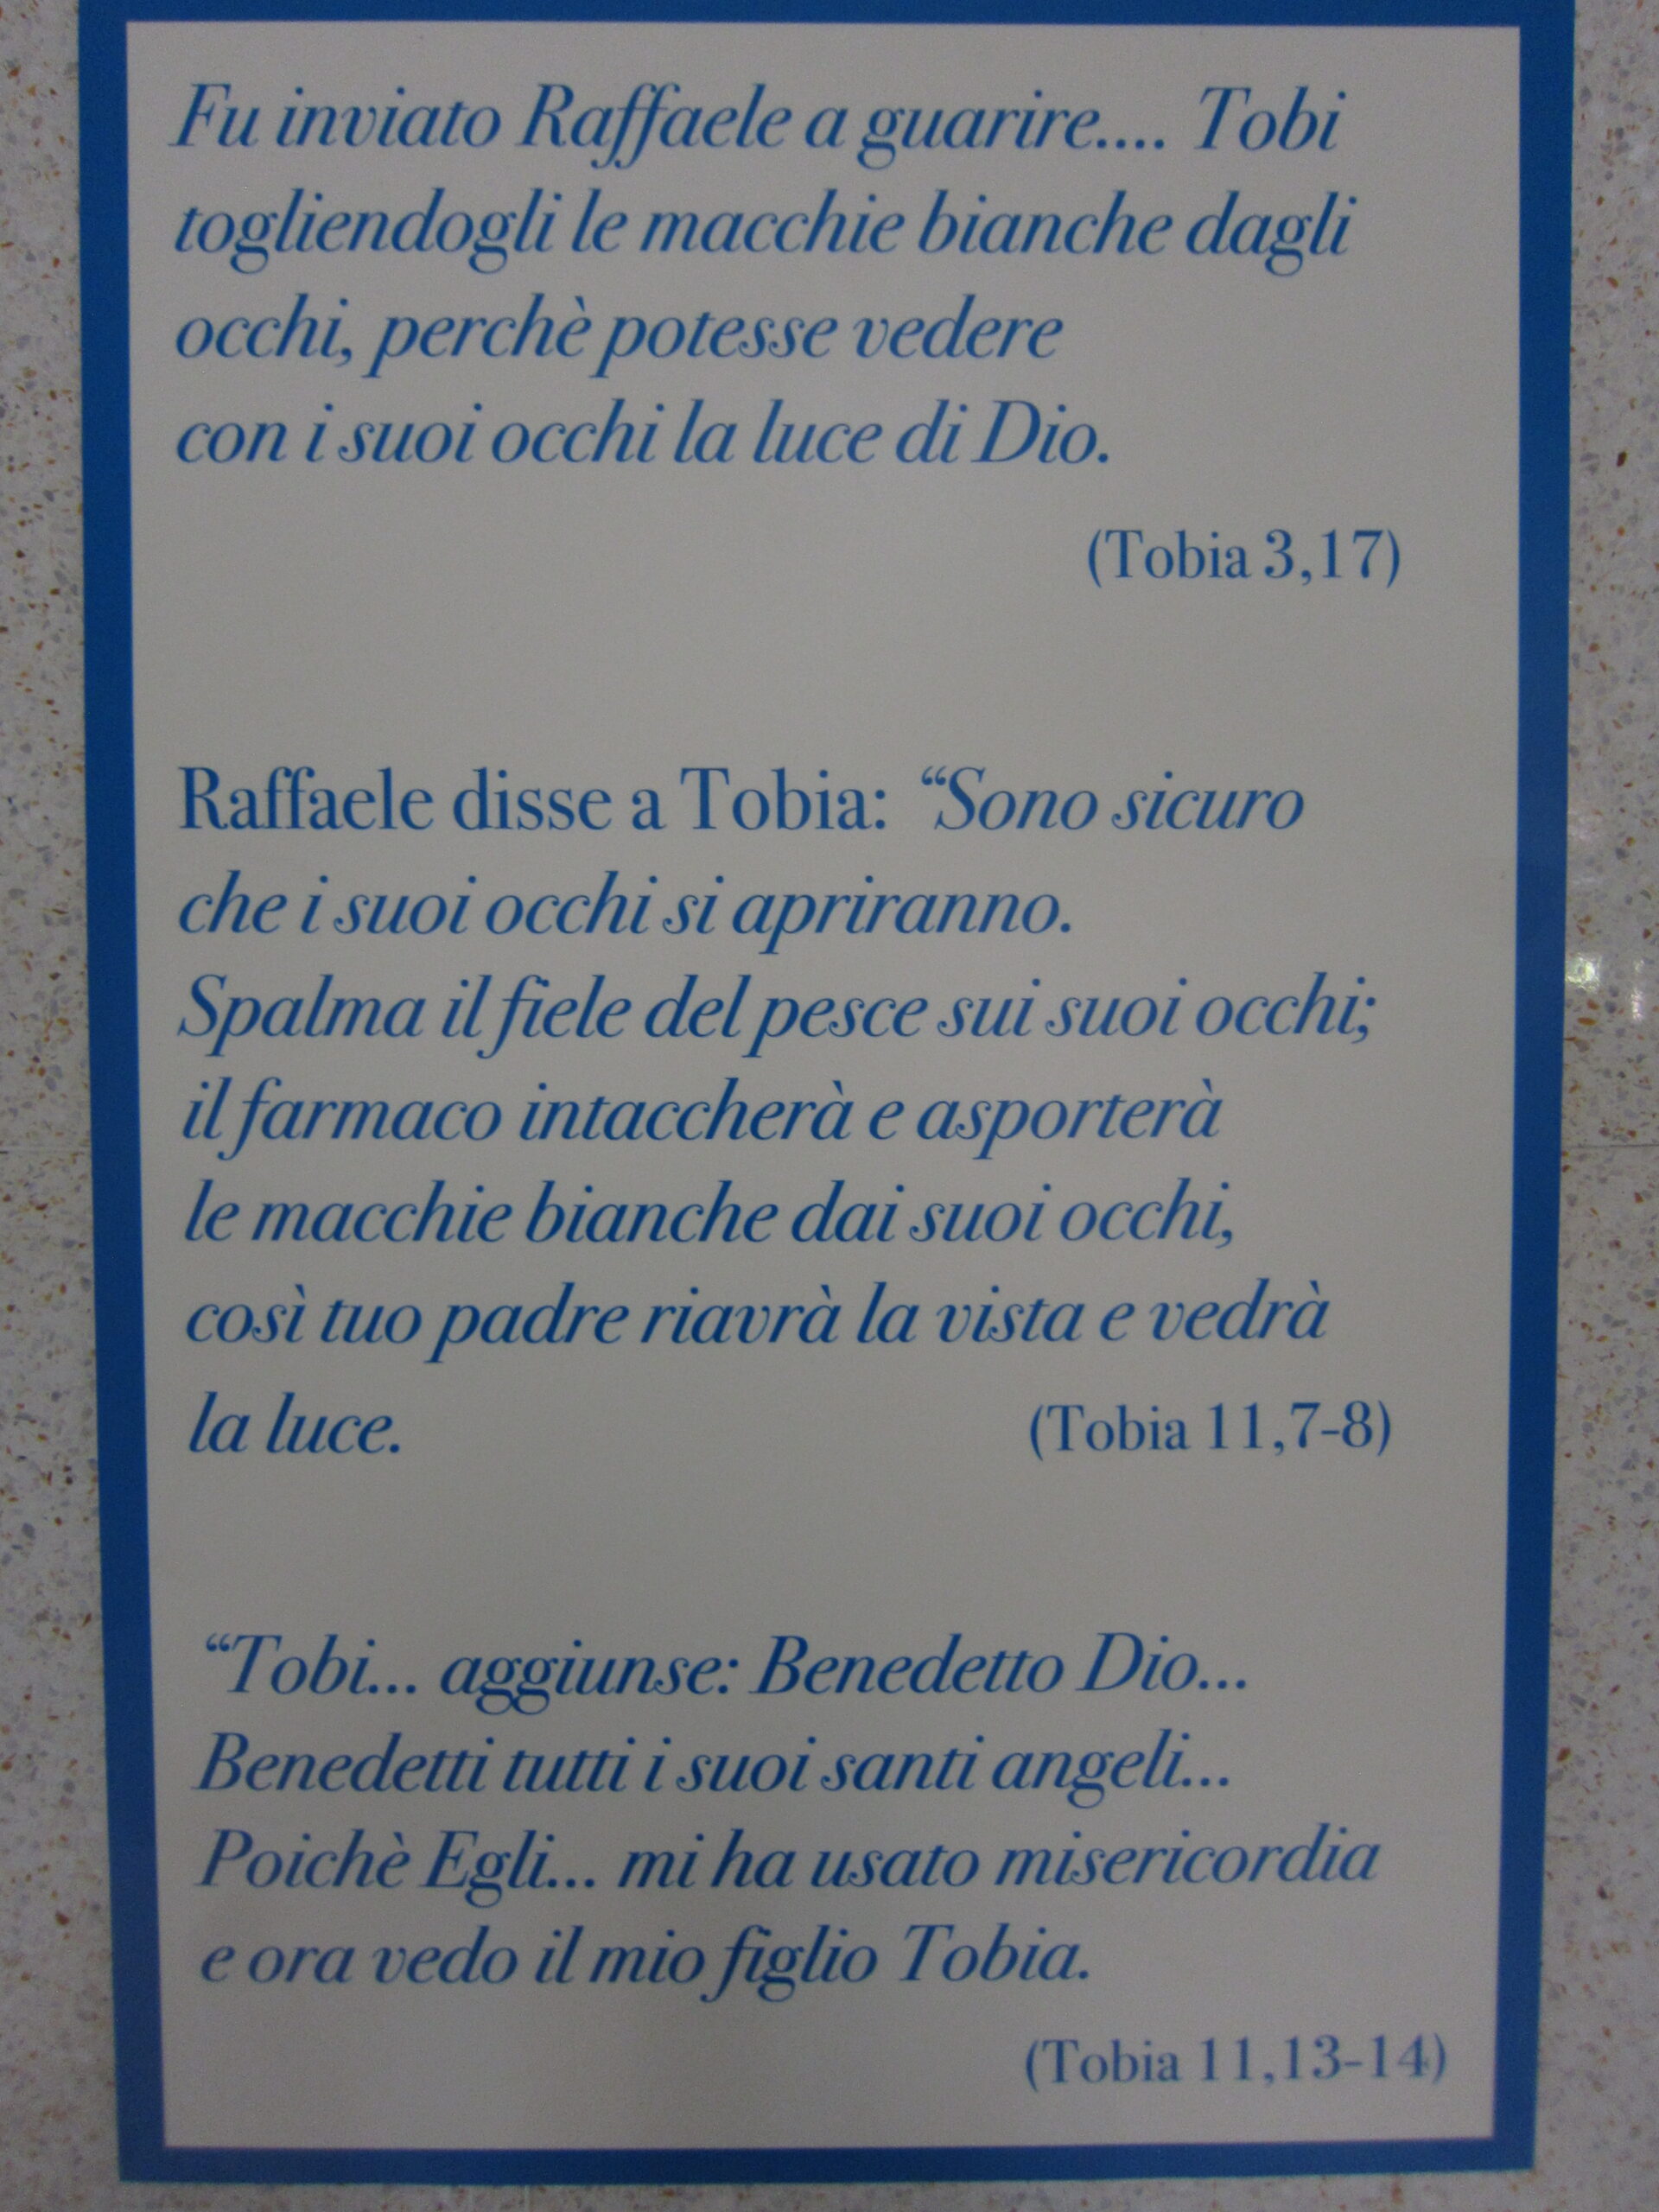 Fu inviato Raffaele a guarire.... Tobi
togliendogli le macchie bianche dagli
occhi, perchè potesse vedere
con i suoi occhi la luce di Dio.
(Tobia 3,17)
Raffaele disse a Tobia: “Sono sicuro
che i suoi occhi si apriranno.
Spalma il fiele del pesce sui suoi occhi;
il farmaco intaccherà e asporterà
le macchie bianche dai suoi occhi,
così tuo padre riavrà la vista e vedrà
la luce. (Tobia 11,7-8)
“Tobi... aggiunse: Benedetto Dio...
Benedetti tutti i suoi santi angeli...
Poichè Egli... mi ha usato misericordia
e ora vedo il mio figlio Tobia.
(Tobia 11,13-14)